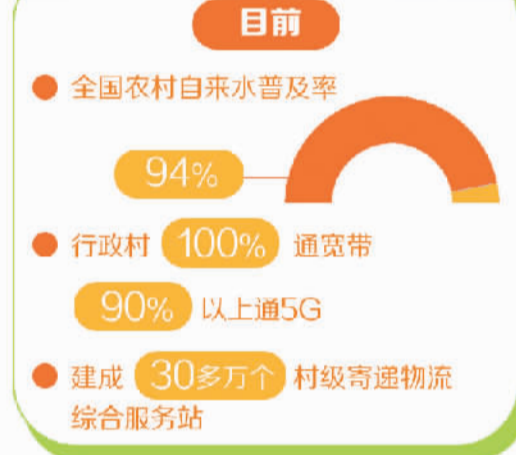 目前
全国农村自来水普及率
94%
行政村 100% 通宽带
90% 以上通5G
建成 30多万个 村级寄递物流
综合服务站